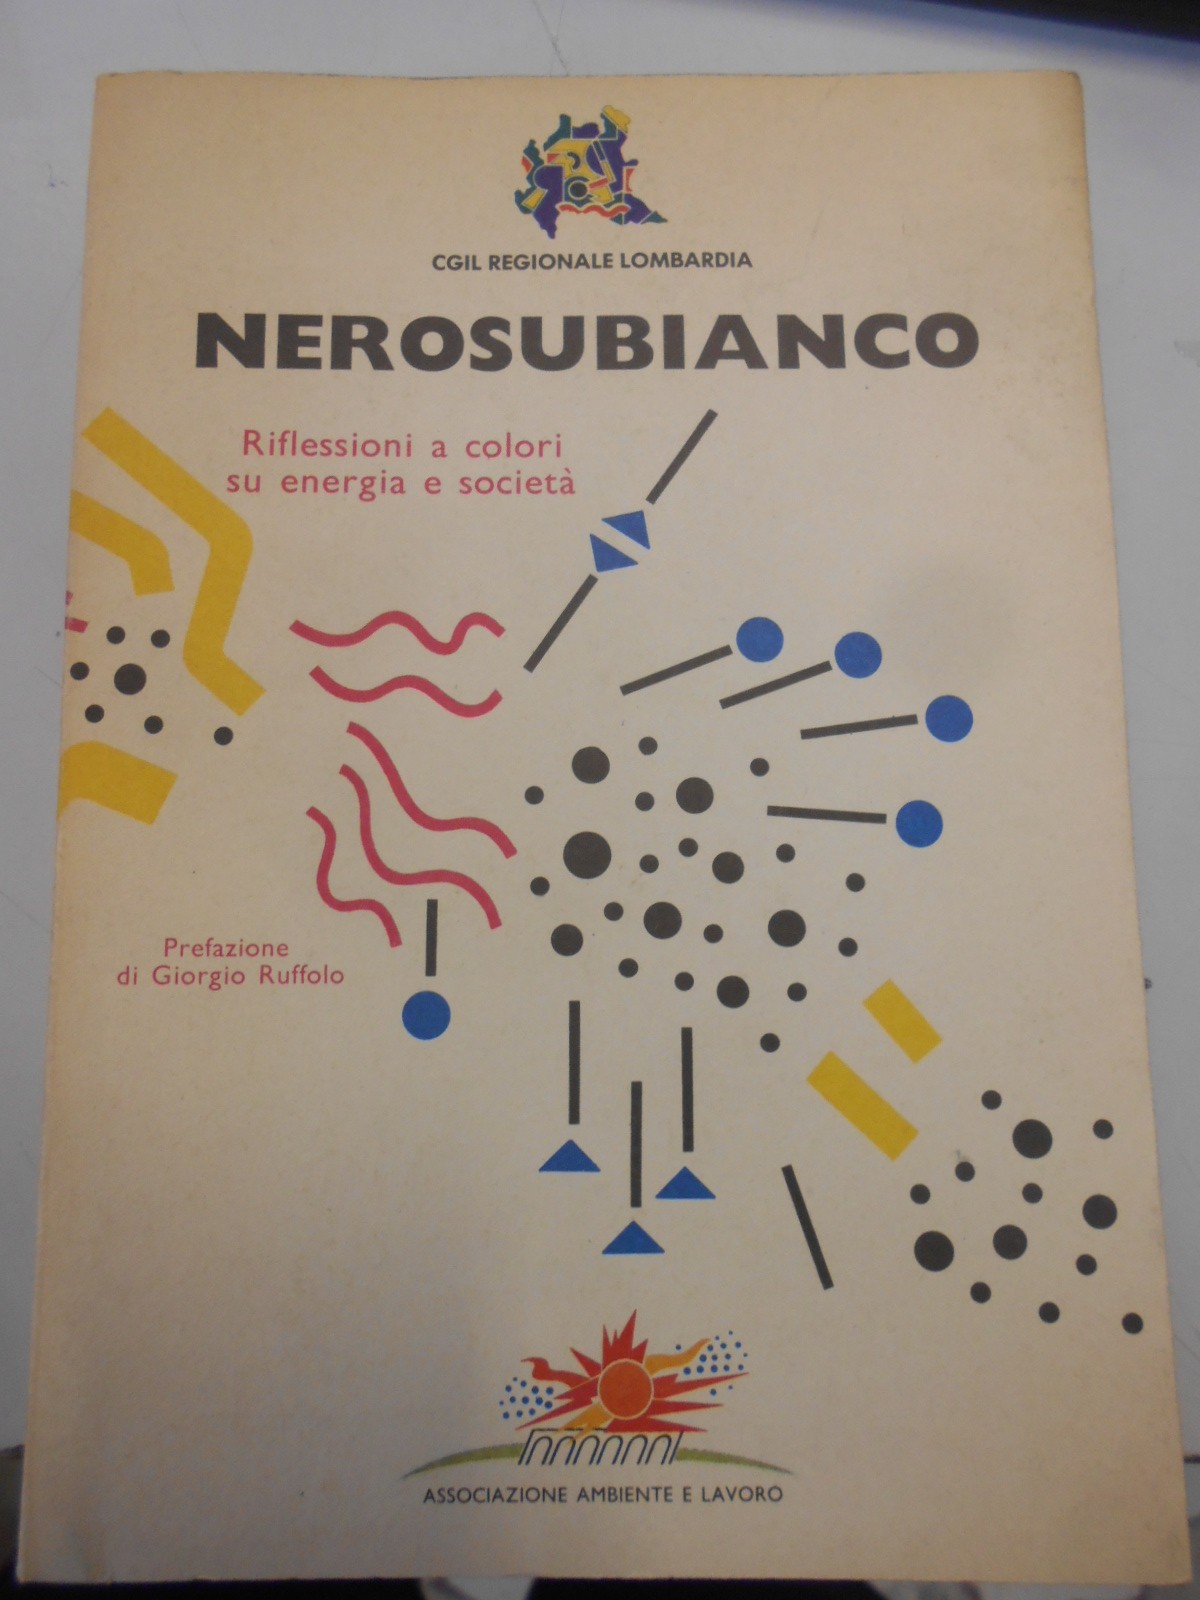 CGIL REGIONALE LOMBARDIA
NEROSUBIANCO
Riflessioni a colori
su energia e società
Prefazione
di Giorgio Ruffolo
ASSOCIAZIONE AMBIENTE E LAVORO